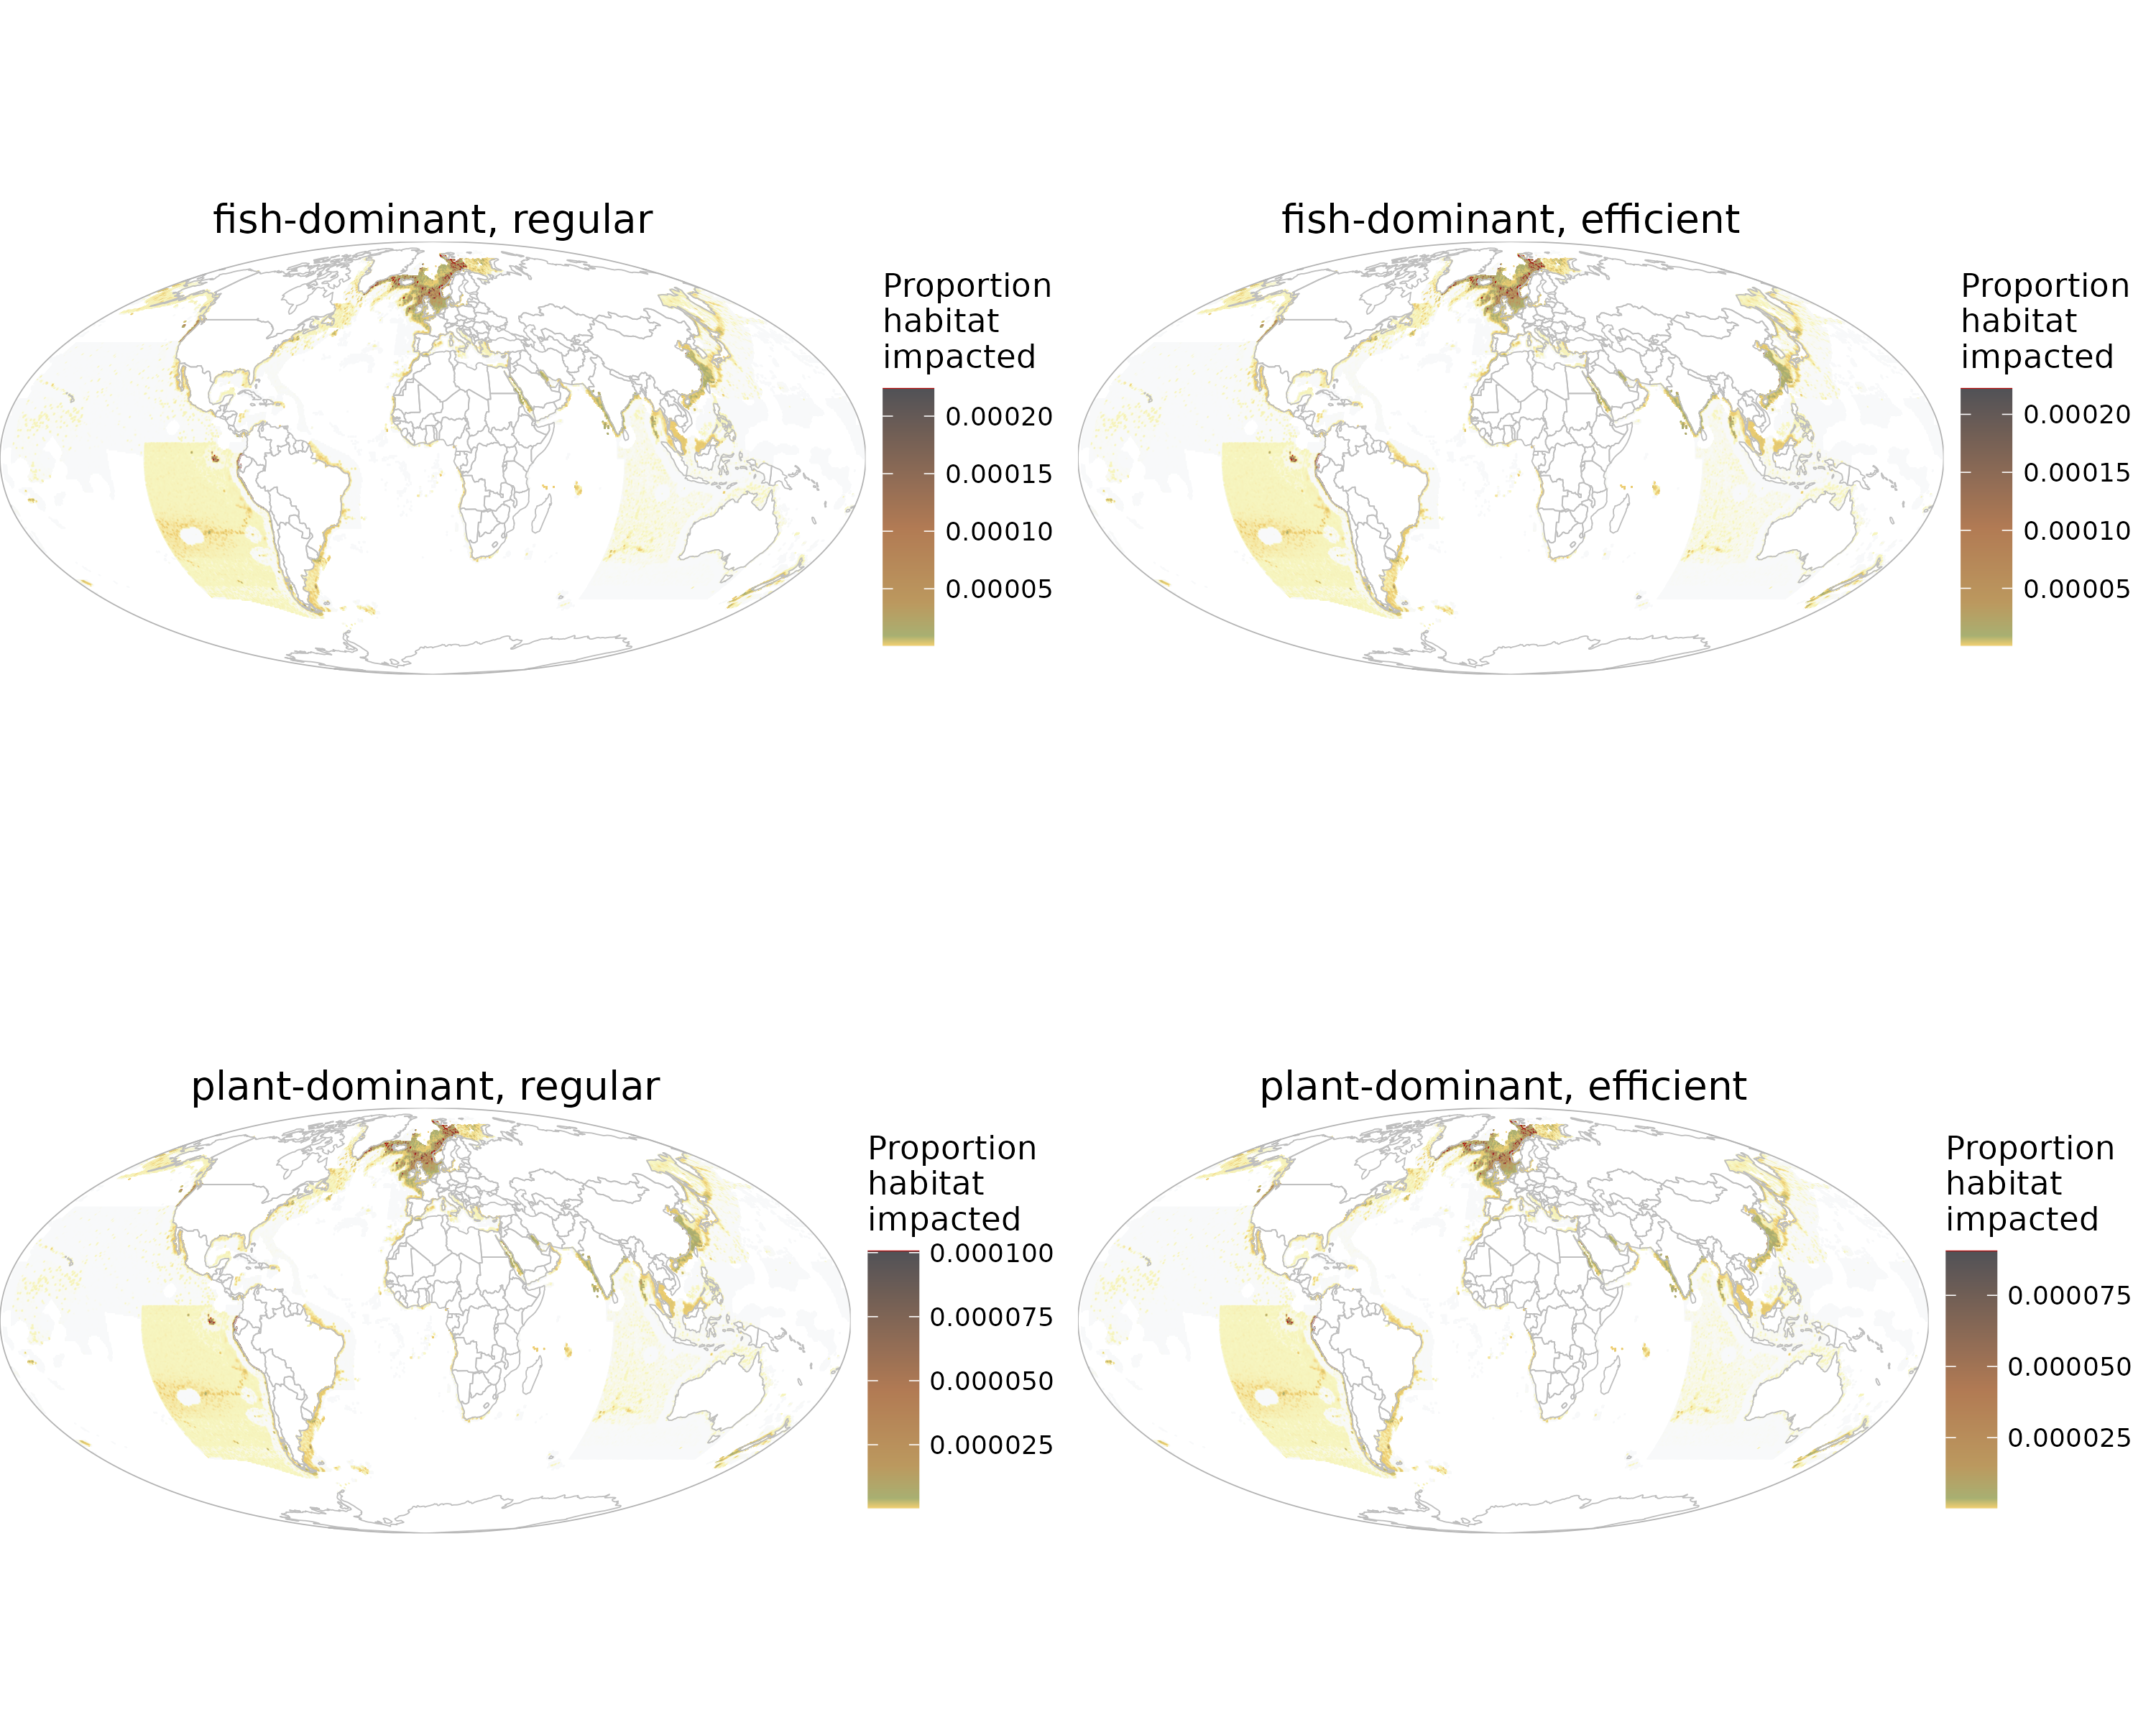 fish-dominant, regular
Proportion
habitat
impacted
0.00020
0.00015
0.00010
0.00005
fish-dominant, efficient
Proportion
habitat
impacted
0.00020
0.00015
0.00010
0.00005
plant-dominant, regular
Proportion
habitat
impacted
0.000100
0.000075
0.000050
0.000025
plant-dominant, efficient
Proportion
habitat
impacted
0.000075
0.000050
0.000025